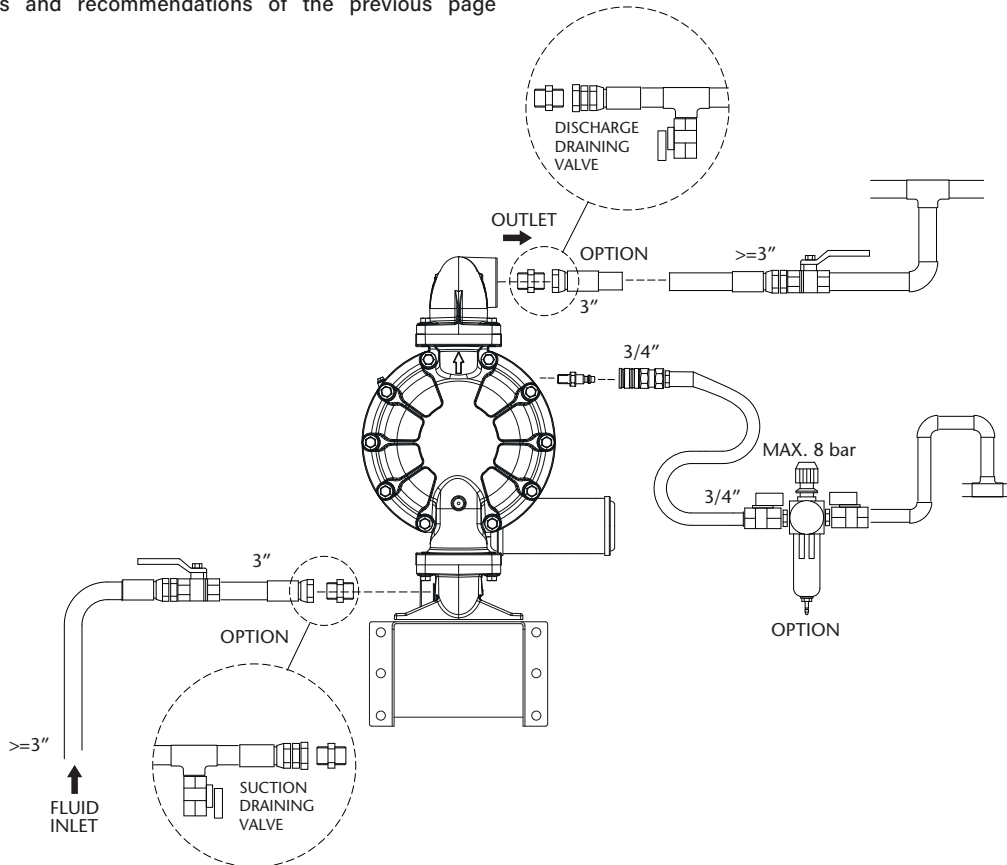 s and recommendations of the previous page
DISCHARGE
DRAINING
VALVE
OUTLET
OPTION
>=3″
3″
3/4″
MAX. 8 bar
3/4″
OPTION
3″
OPTION
>=3″
FLUID
INLET
SUCTION
DRAINING
VALVE